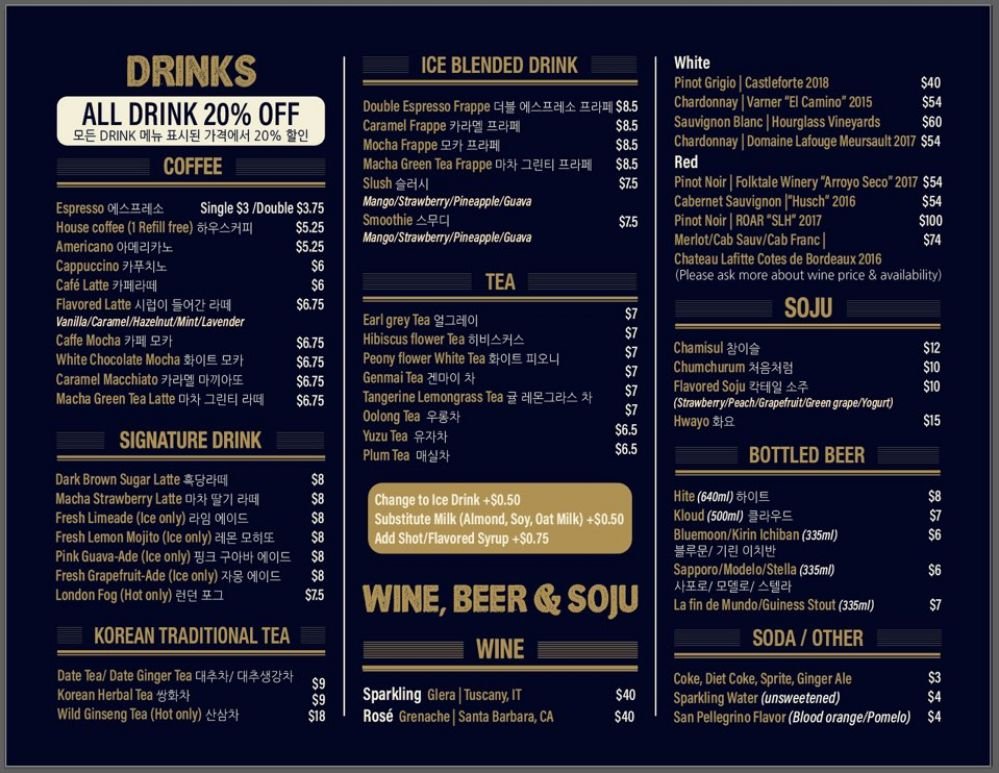 DRINKS
ALL DRINK 20% OFF
모든 DRINK 메뉴 표시된 가격에서 20% 할인
COFFEE
Espresso 에스프레소 Single $3 /Double $3.75
House coffee (1 Refill free) 하우스커피 $5.25
Americano 아메리카노 $5.25
Cappuccino 카푸치노 $6
Café Latte 카페라떼 $6
Flavored Latte 시럽이 들어간 라떼 $6.75
Vanilla/Caramel/Hazelnut/Mint/Lavender
Caffe Mocha 카페 모카 $6.75
White Chocolate Mocha 화이트 모카 $6.75
Caramel Macchiato 카라멜 마끼아또 $6.75
Macha Green Tea Latte 마차 그린티 라떼 $6.75
SIGNATURE DRINK
Dark Brown Sugar Latte 흑당라떼 $8
Macha Strawberry Latte 마차 딸기 라떼 $8
Fresh Limeade (Ice only) 라임 에이드 $8
Fresh Lemon Mojito (Ice only) 레몬 모히또 $8
Pink Guava-Ade (Ice only) 핑크 구아바 에이드 $8
Fresh Grapefruit-Ade (Ice only) 자몽 에이드 $8
London Fog (Hot only) 런던 포그 $7.5
KOREAN TRADITIONAL TEA
Date Tea/ Date Ginger Tea 대추차/ 대추생강차 $9
Korean Herbal Tea 쌍화차 $9
Wild Ginseng Tea (Hot only) 산삼차 $18
ICE BLENDED DRINK
Double Espresso Frappe 더블 에스프레소 프라페 $8.5
Caramel Frappe 카라멜 프라페 $8.5
Mocha Frappe 모카 프라페 $8.5
Macha Green Tea Frappe 마차 그린티 프라페 $8.5
Slush 슬러시 $7.5
Mango/Strawberry/Pineapple/Guava
Smoothie 스무디 $7.5
Mango/Strawberry/Pineapple/Guava
TEA
Earl grey Tea 얼그레이 $7
Hibiscus flower Tea 히비스커스 $7
Peony flower White Tea 화이트 피오니 $7
Genmai Tea 겐마이 차 $7
Tangerine Lemongrass Tea 귤 레몬그라스 차 $7
Oolong Tea 우롱차 $7
Yuzu Tea 유자차 $6.5
Plum Tea 매실차 $6.5
Change to Ice Drink +$0.50
Substitute Milk (Almond, Soy, Oat Milk) +$0.50
Add Shot/Flavored Syrup +$0.75
WINE, BEER & SOJU
WINE
Sparkling Glera | Tuscany, IT $40
Rosé Grenache | Santa Barbara, CA $40
White
Pinot Grigio | Castleforte 2018 $40
Chardonnay | Varner "El Camino" 2015 $54
Sauvignon Blanc | Hourglass Vineyards $60
Chardonnay | Domaine Lafouge Meursault 2017 $54
Red
Pinot Noir | Folktale Winery "Arroyo Seco" 2017 $54
Cabernet Sauvignon |"Husch" 2016 $54
Pinot Noir | ROAR "SLH" 2017 $100
Merlot/Cab Sauv/Cab Franc | $74
Chateau Lafitte Cotes de Bordeaux 2016
(Please ask more about wine price & availability)
SOJU
Chamisul 참이슬 $12
Chumchurum 처음처럼 $10
Flavored Soju 칵테일 소주 $10
(Strawberry/Peach/Grapefruit/Green grape/Yogurt)
Hwayo 화요 $15
BOTTLED BEER
Hite (640ml) 하이트 $8
Kloud (500ml) 클라우드 $7
Bluemoon/Kirin Ichiban (335ml) $6
블루문/ 기린 이치반
Sapporo/Modelo/Stella (335ml) $6
사포로/ 모델로/ 스텔라
La fin de Mundo/Guiness Stout (335ml) $7
SODA / OTHER
Coke, Diet Coke, Sprite, Ginger Ale $3
Sparkling Water (unsweetened) $4
San Pellegrino Flavor (Blood orange/Pomelo) $4